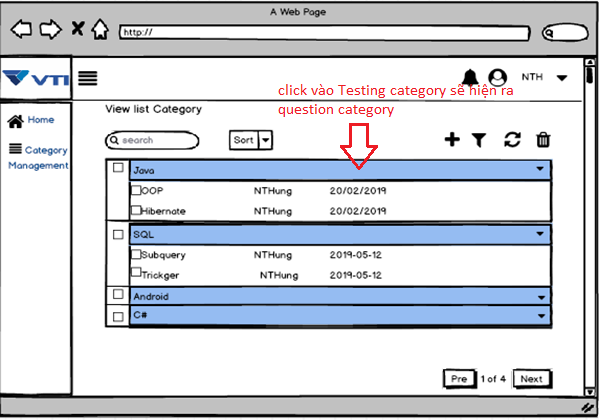 A Web Page
http://
VTI
NTH
click vào Testing category sẽ hiện ra
question category
Home
Category
Management
View list Category
search
Sort
Java
OOP NTHung 20/02/2019
Hibernate NTHung 20/02/2019
SQL
Subquery NTHung 2019-05-12
Trickger NTHung 2019-05-12
Android
C#
Pre 1 of 4 Next